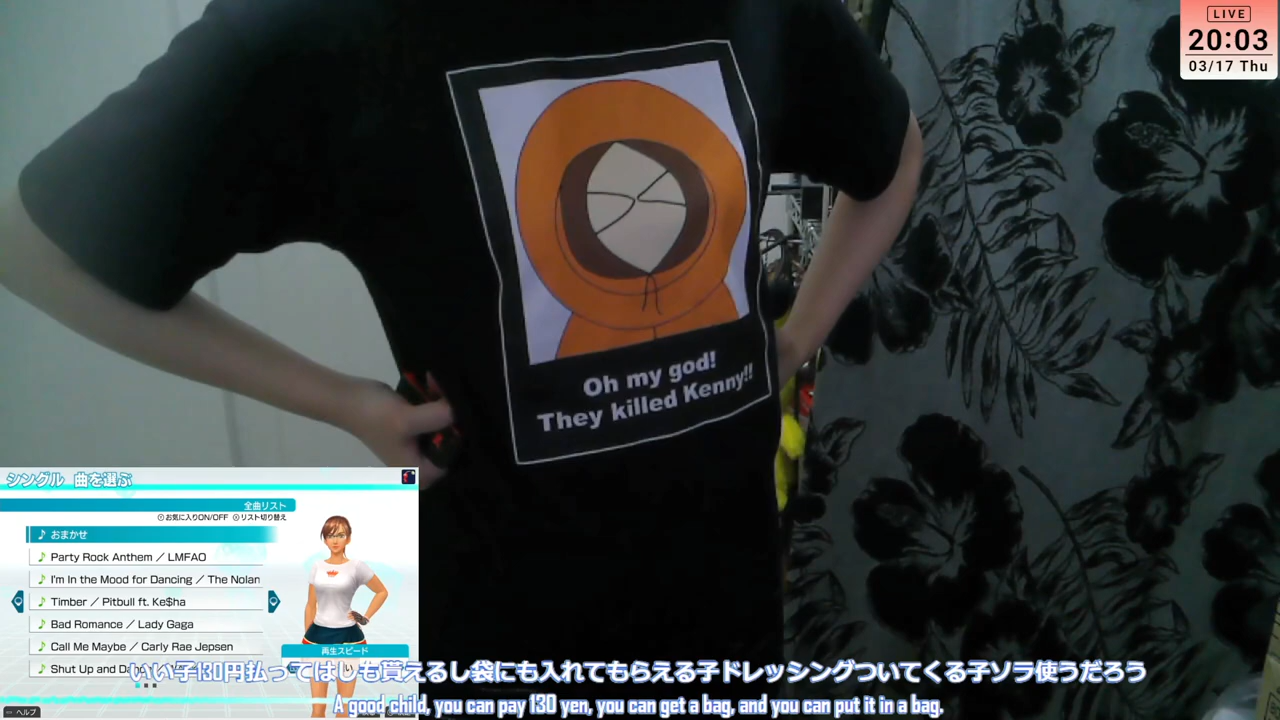 LIVE
20:03
03/17 Thu
Oh my god!
They killed Kenny!!
シングル 曲を選ぶ
全曲リスト
お気に入りON/OFF リスト切り替え
おまかせ
Party Rock Anthem / LMFAO
I'm In the Mood for Dancing / The Nolan
Timber / Pitbull ft. Ke$ha
Bad Romance / Lady Gaga
Call Me Maybe / Carly Rae Jepsen
Shut Up and Da
再生スピード
いい子130円払ってはしも貰えるし袋にも入れてもらえる子ドレッシングついてくる子ソラ使うだろう
A good child, you can pay 130 yen, you can get a bag, and you can put it in a bag.
ヘルプ